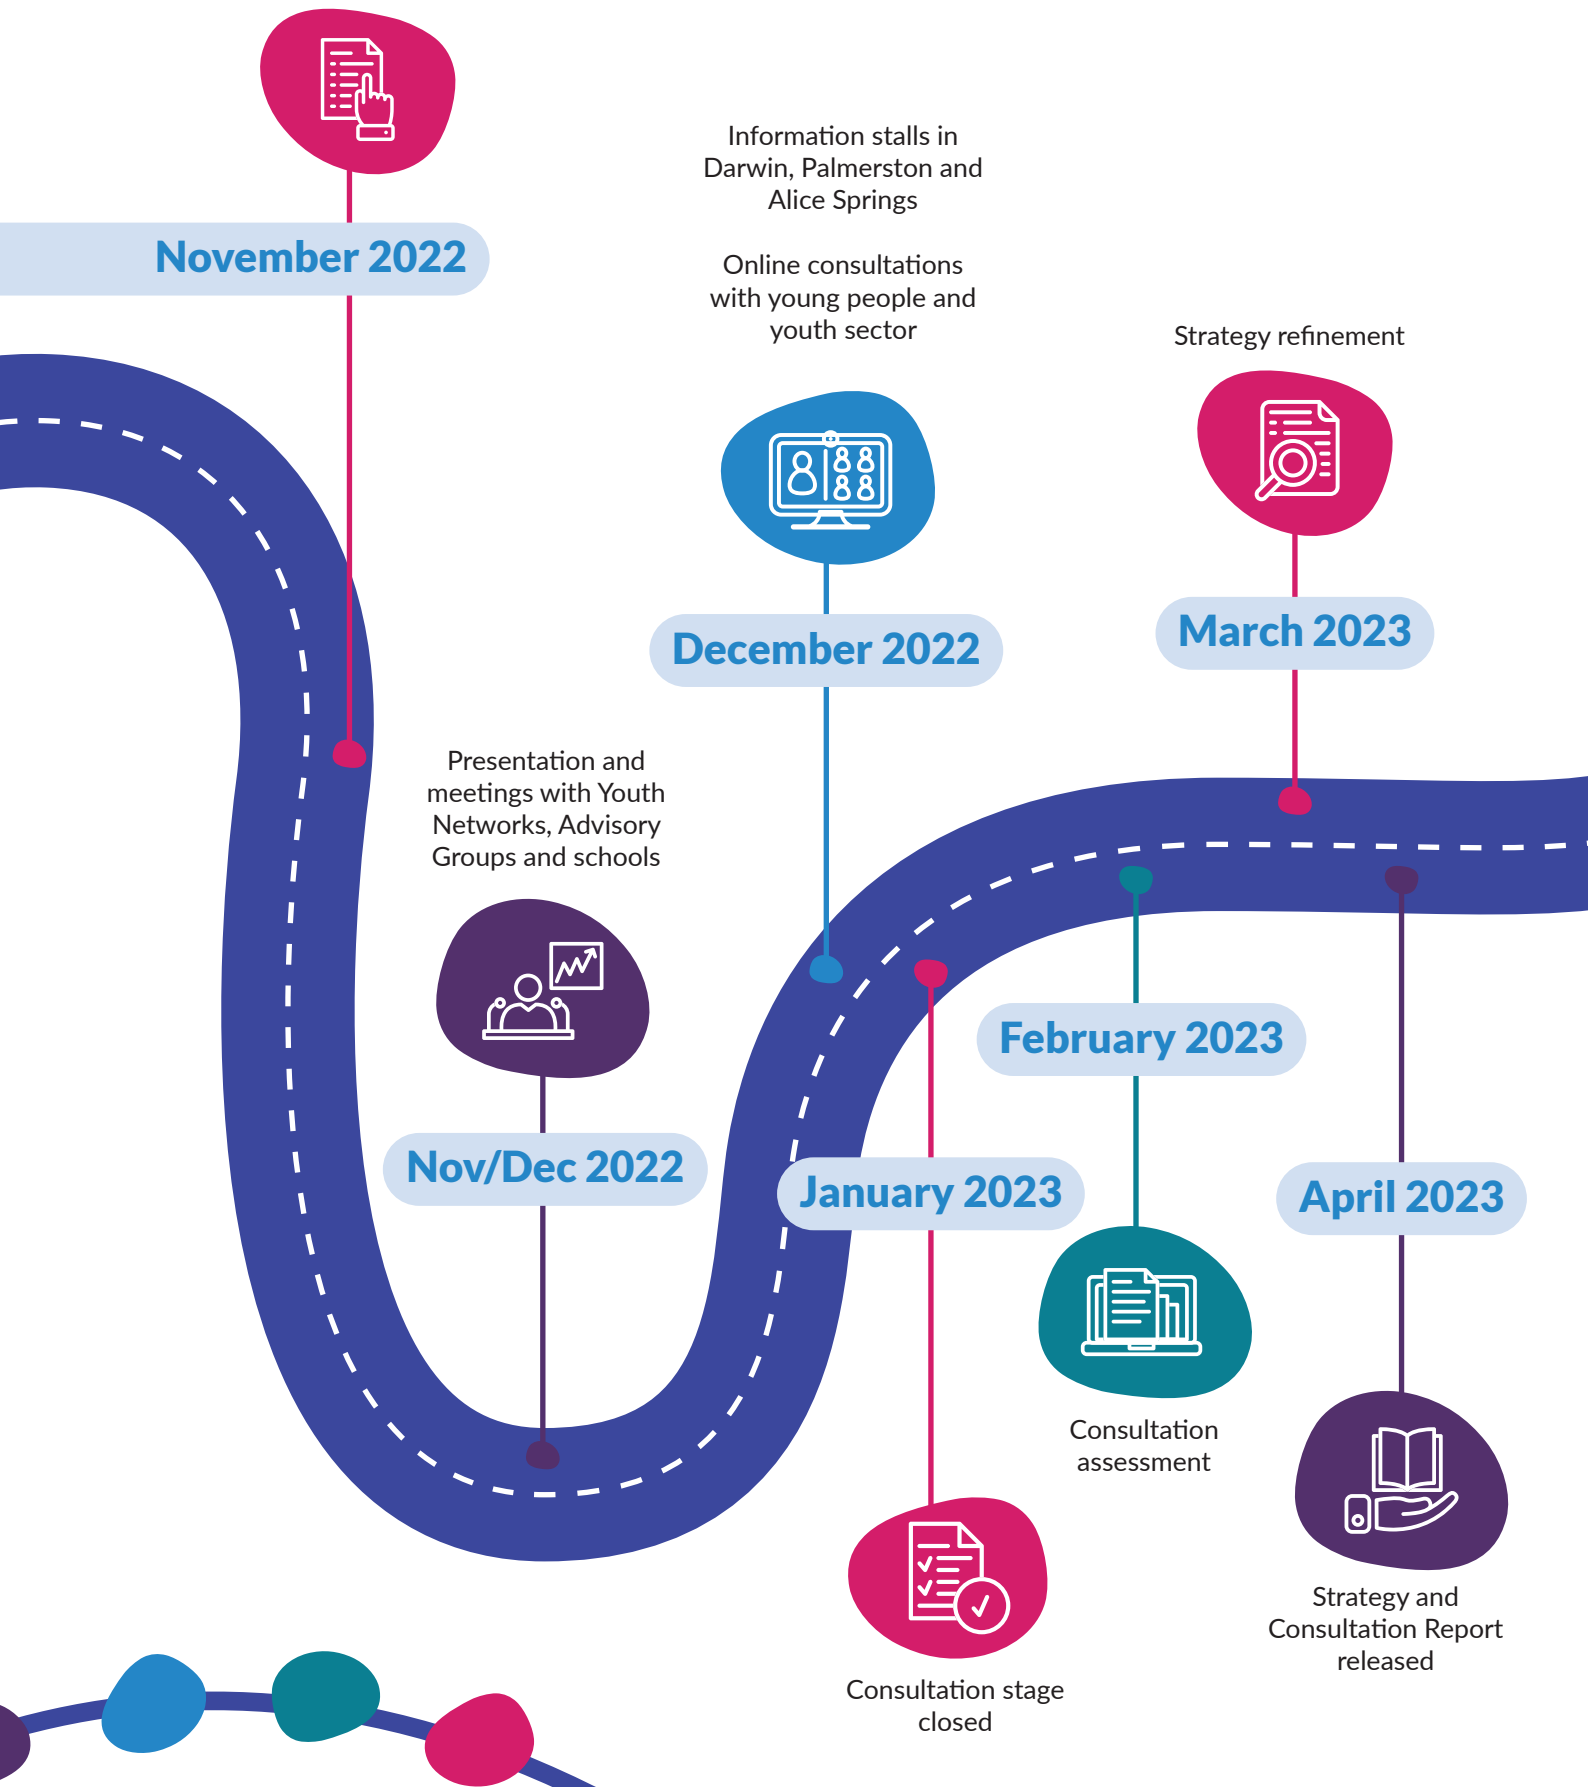 November 2022
Presentation and
meetings with Youth
Networks, Advisory
Groups and schools
Nov/Dec 2022
Information stalls in
Darwin, Palmerston and
Alice Springs
Online consultations
with young people and
youth sector
December 2022
January 2023
Consultation stage
closed
February 2023
Consultation
assessment
Strategy refinement
March 2023
April 2023
Strategy and
Consultation Report
released